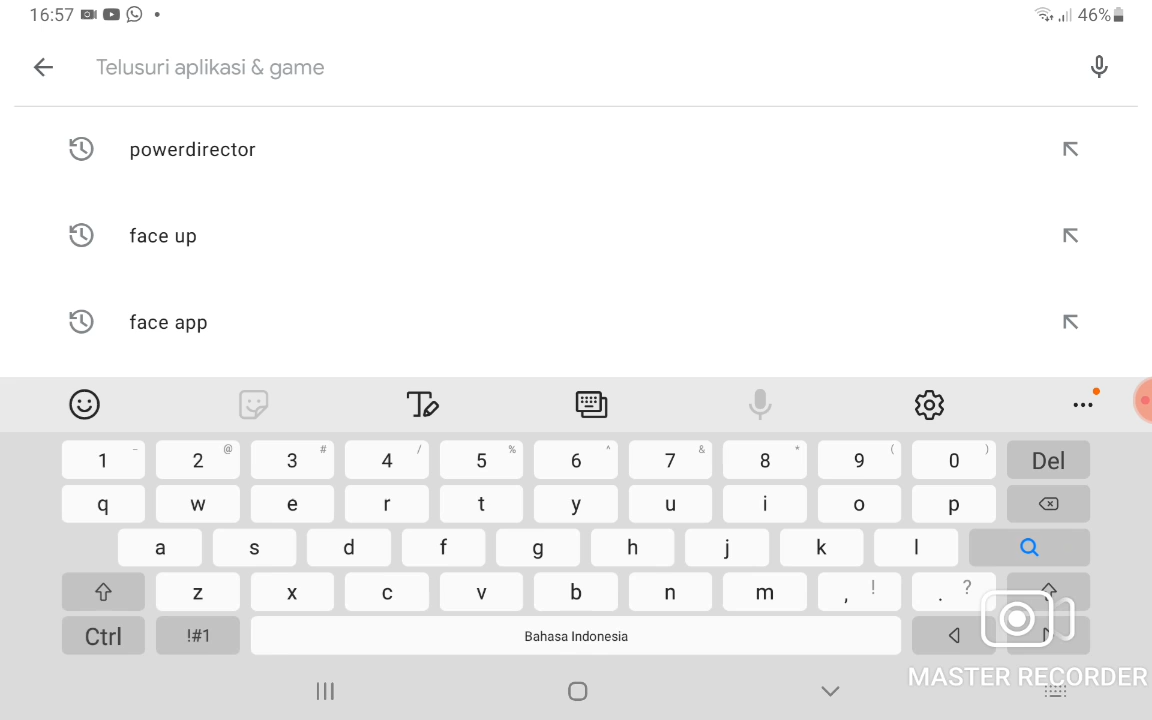 16:57 46%
Telusuri aplikasi & game
powerdirector
face up
face app
1 - 2 @ 3 # 4 / 5 % 6 ^ 7 & 8 * 9 ( 0 ) Del
q w e r t y u i o p
a s d f g h j k l
z x c v b n m , ! . ?
Ctrl !#1 Bahasa Indonesia
MASTER RECORDER